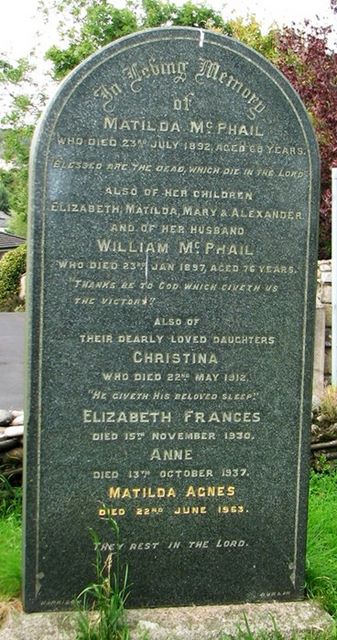 In Loving Memory
of
MATILDA McPHAIL
WHO DIED 23RD JULY 1892, AGED 68 YEARS.
"BLESSED ARE THE DEAD, WHICH DIE IN THE LORD"
ALSO OF HER CHILDREN
ELIZABETH, MATILDA, MARY & ALEXANDER
AND OF HER HUSBAND
WILLIAM McPHAIL
WHO DIED 23RD JAN 1897, AGED 76 YEARS.
"THANKS BE TO GOD WHICH GIVETH US
THE VICTORY."
ALSO OF
THEIR DEARLY LOVED DAUGHTERS
CHRISTINA
WHO DIED 22ND MAY 1912.
"HE GIVETH HIS BELOVED SLEEP."
ELIZABETH FRANCES
DIED 15TH NOVEMBER 1930.
ANNE
DIED 13TH OCTOBER 1937.
MATILDA AGNES
DIED 22ND JUNE 1963.
THEY REST IN THE LORD.
DUBLIN